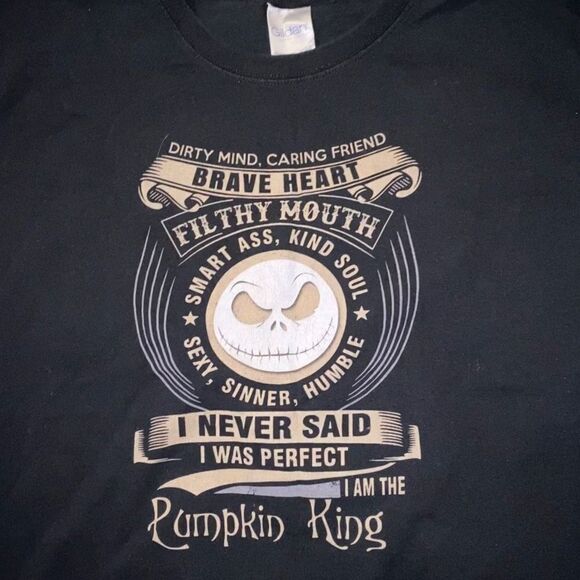 Gildan
DIRTY MIND, CARING FRIEND
BRAVE HEART
FILTHY MOUTH
SMART ASS, KIND SOUL
SEXY, SINNER, HUMBLE
I NEVER SAID
I WAS PERFECT
I AM THE
Pumpkin King